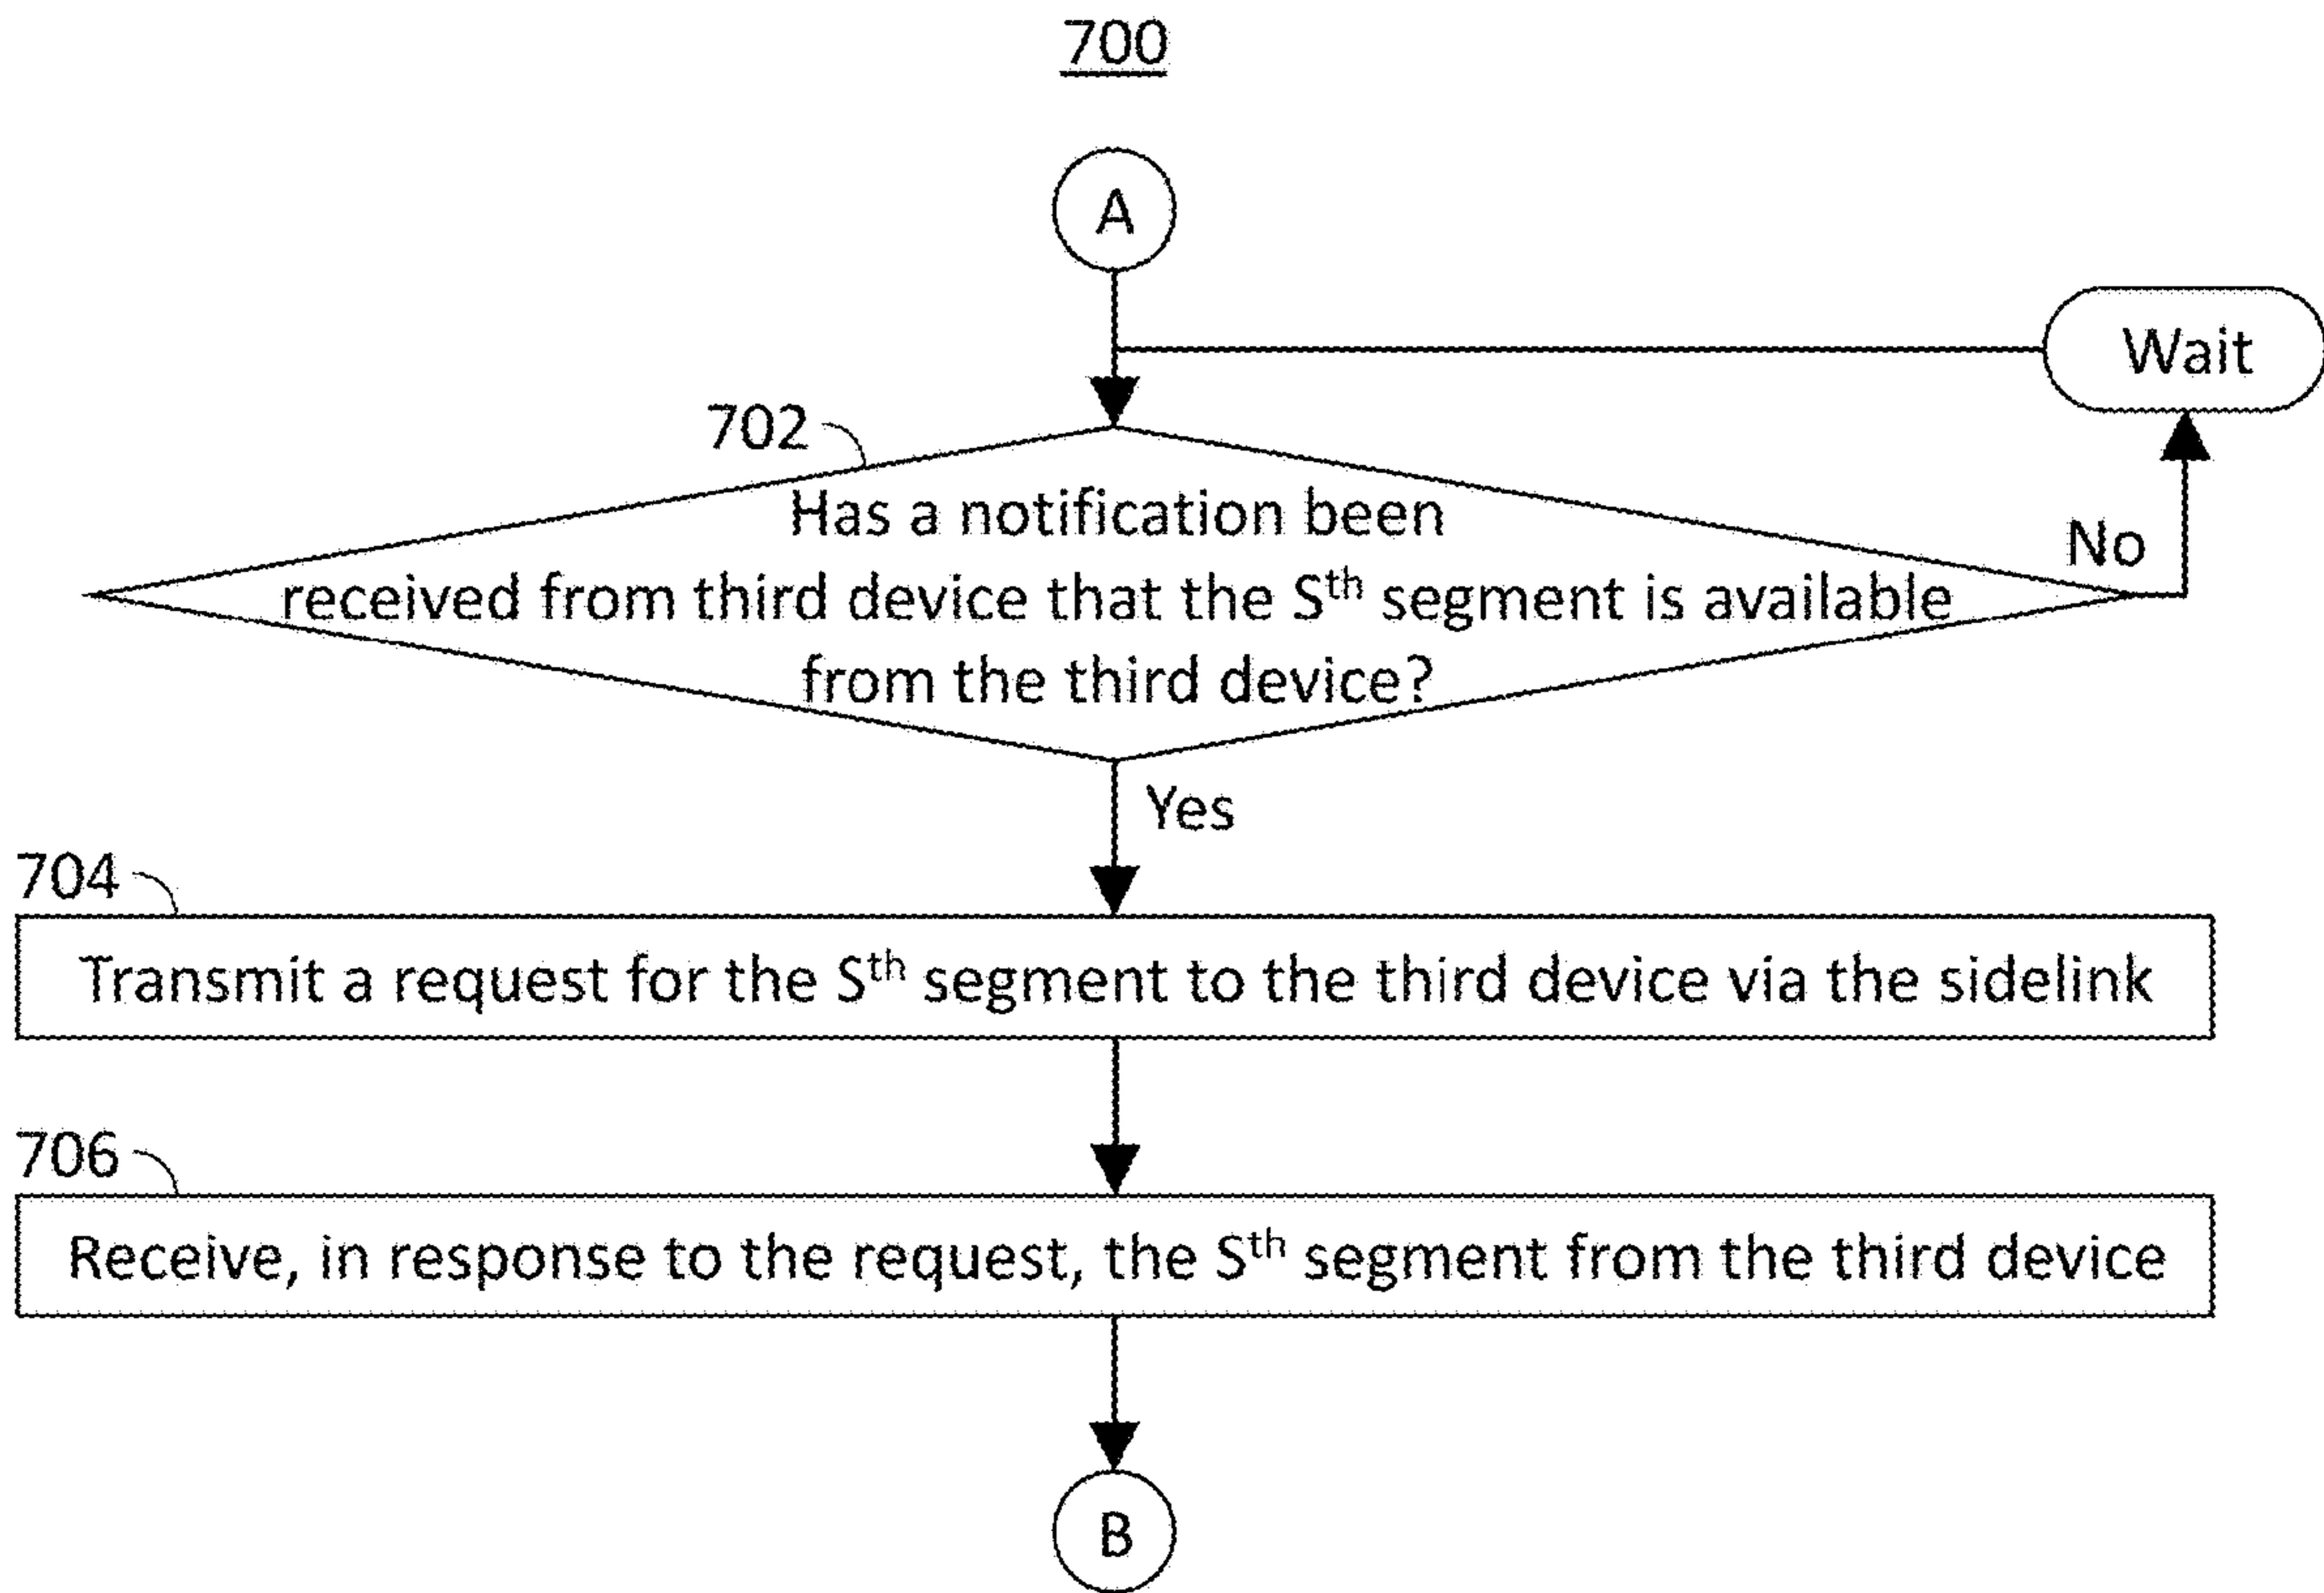 700
A
Wait
702
Has a notification been
No
received from third device that the Sth segment is available
from the third device?
Yes
704
Transmit a request for the Sth segment to the third device via the sidelink
706
Receive, in response to the request, the Sth segment from the third device
B